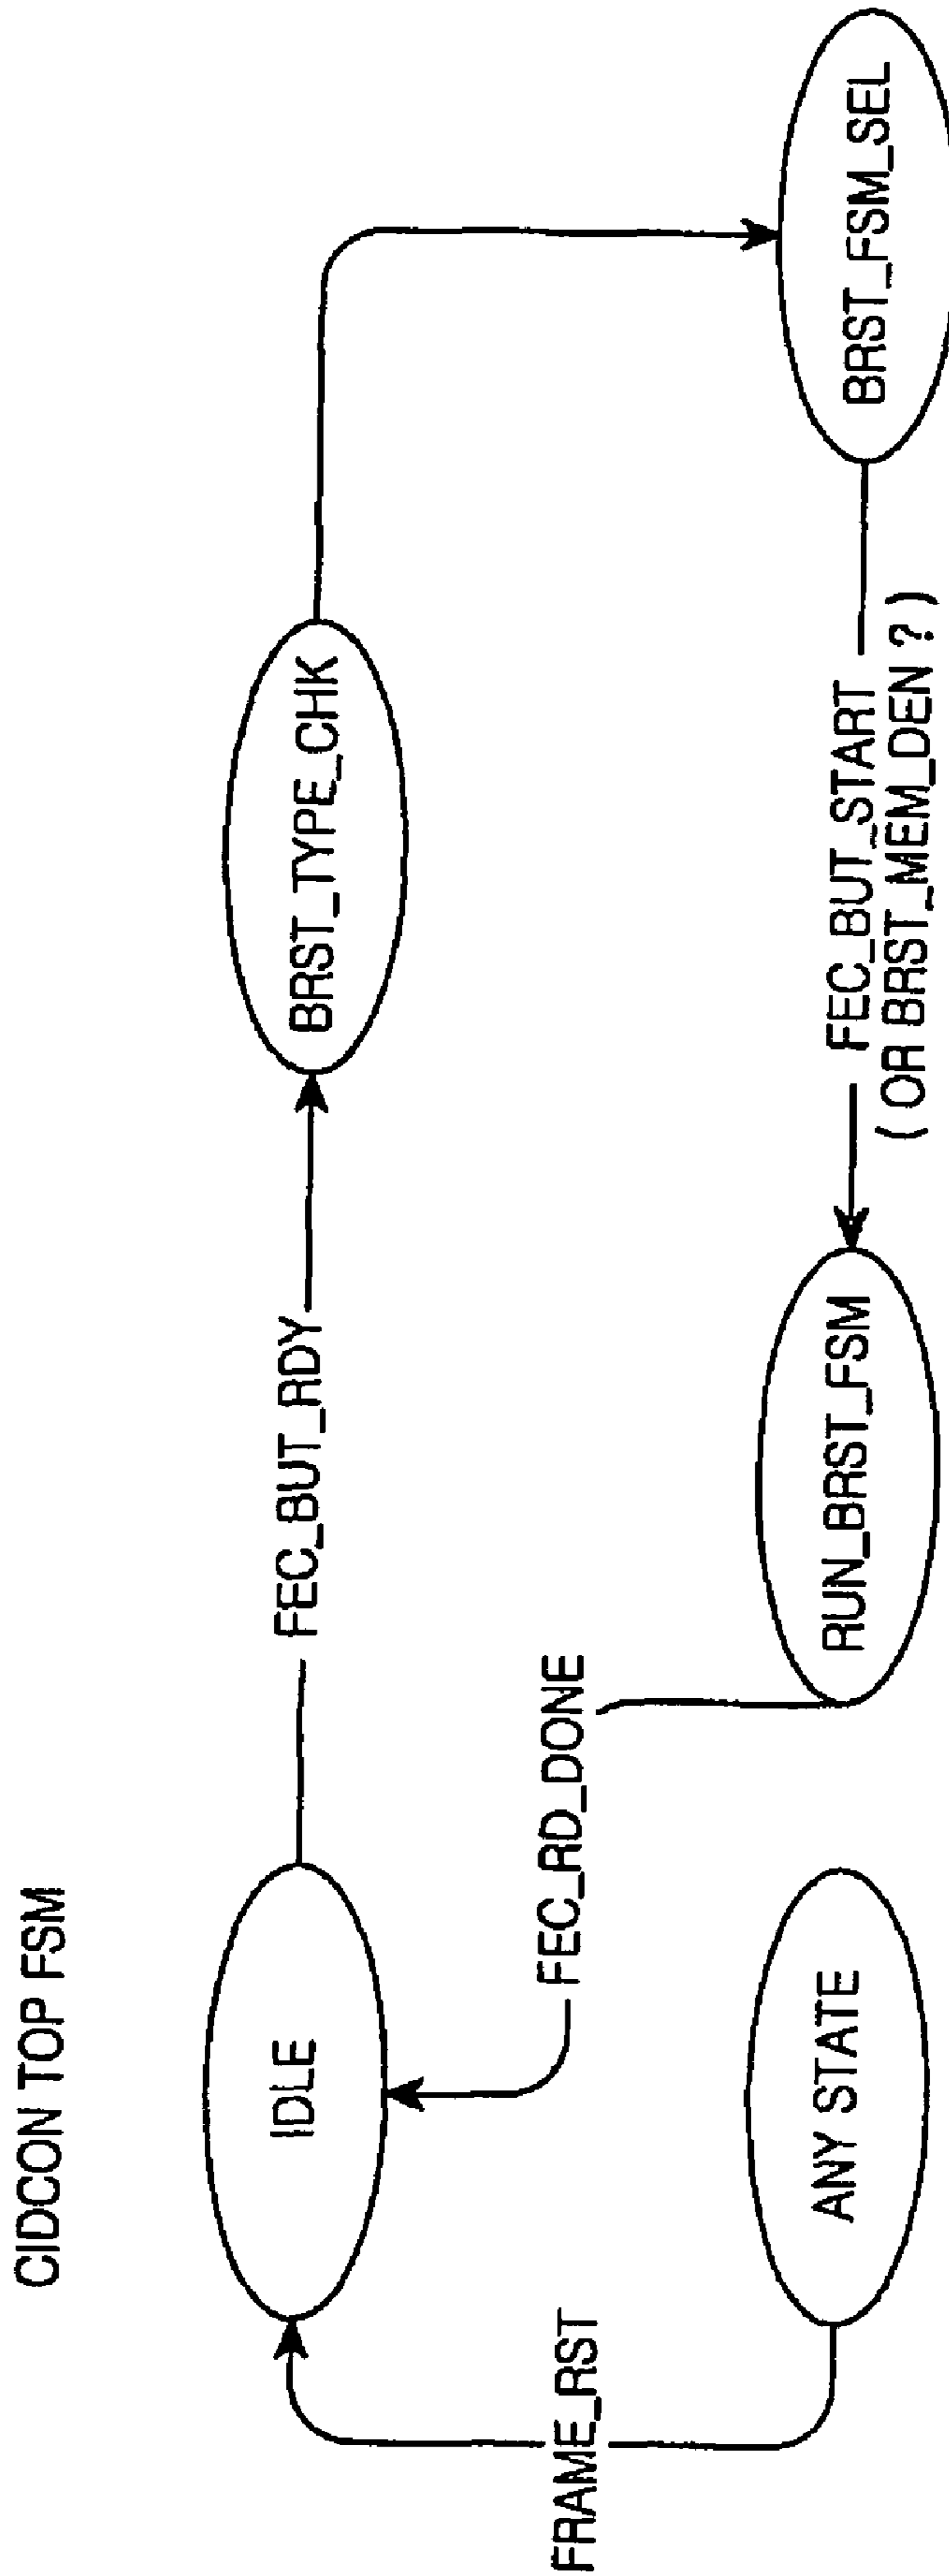 CIDCON TOP FSM
IDLE
FEC_BUT_RDY
BRST_TYPE_CHK
FRAME_RST
FEC_RD_DONE
ANY STATE
RUN_BRST_FSM
FEC_BUT_START
( OR BRST_MEM_DEN ? )
BRST_FSM_SEL